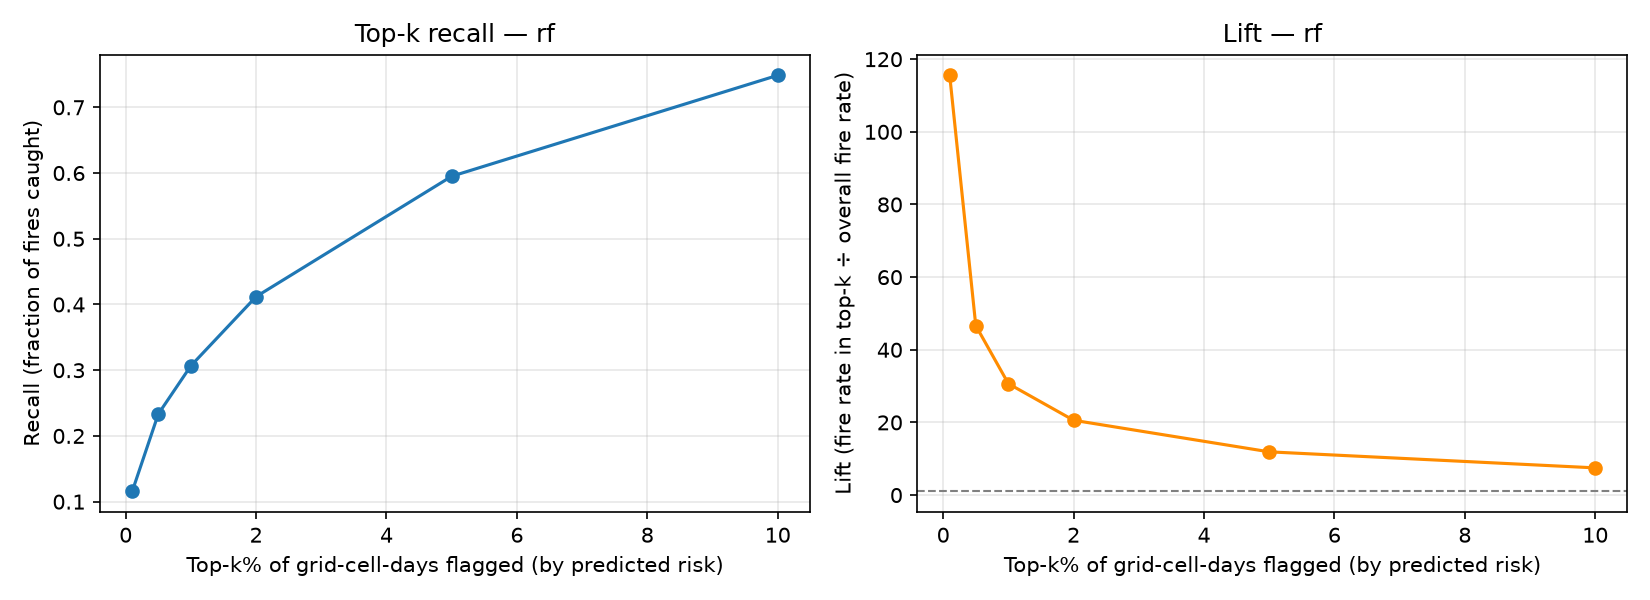 Top-k recall — rf
Recall (fraction of fires caught)
0.7
0.6
0.5
0.4
0.3
0.2
0.1
0 2 4 6 8 10
Top-k% of grid-cell-days flagged (by predicted risk)
Lift — rf
Lift (fire rate in top-k ÷ overall fire rate)
120
100
80
60
40
20
0
0 2 4 6 8 10
Top-k% of grid-cell-days flagged (by predicted risk)